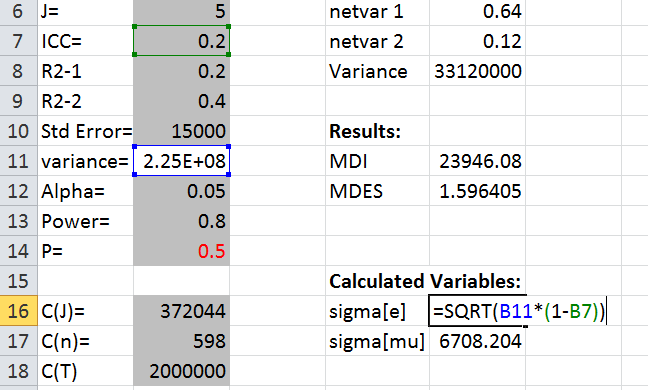 6 J= 5 netvar 1 0.64
7 ICC= 0.2 netvar 2 0.12
8 R2-1 0.2 Variance 33120000
9 R2-2 0.4
10 Std Error= 15000 Results:
11 variance= 2.25E+08 MDI 23946.08
12 Alpha= 0.05 MDES 1.596405
13 Power= 0.8
14 P= 0.5
15 Calculated Variables:
16 C(J)= 372044 sigma[e] =SQRT(B11*(1-B7))
17 C(n)= 598 sigma[mu] 6708.204
18 C(T) 2000000